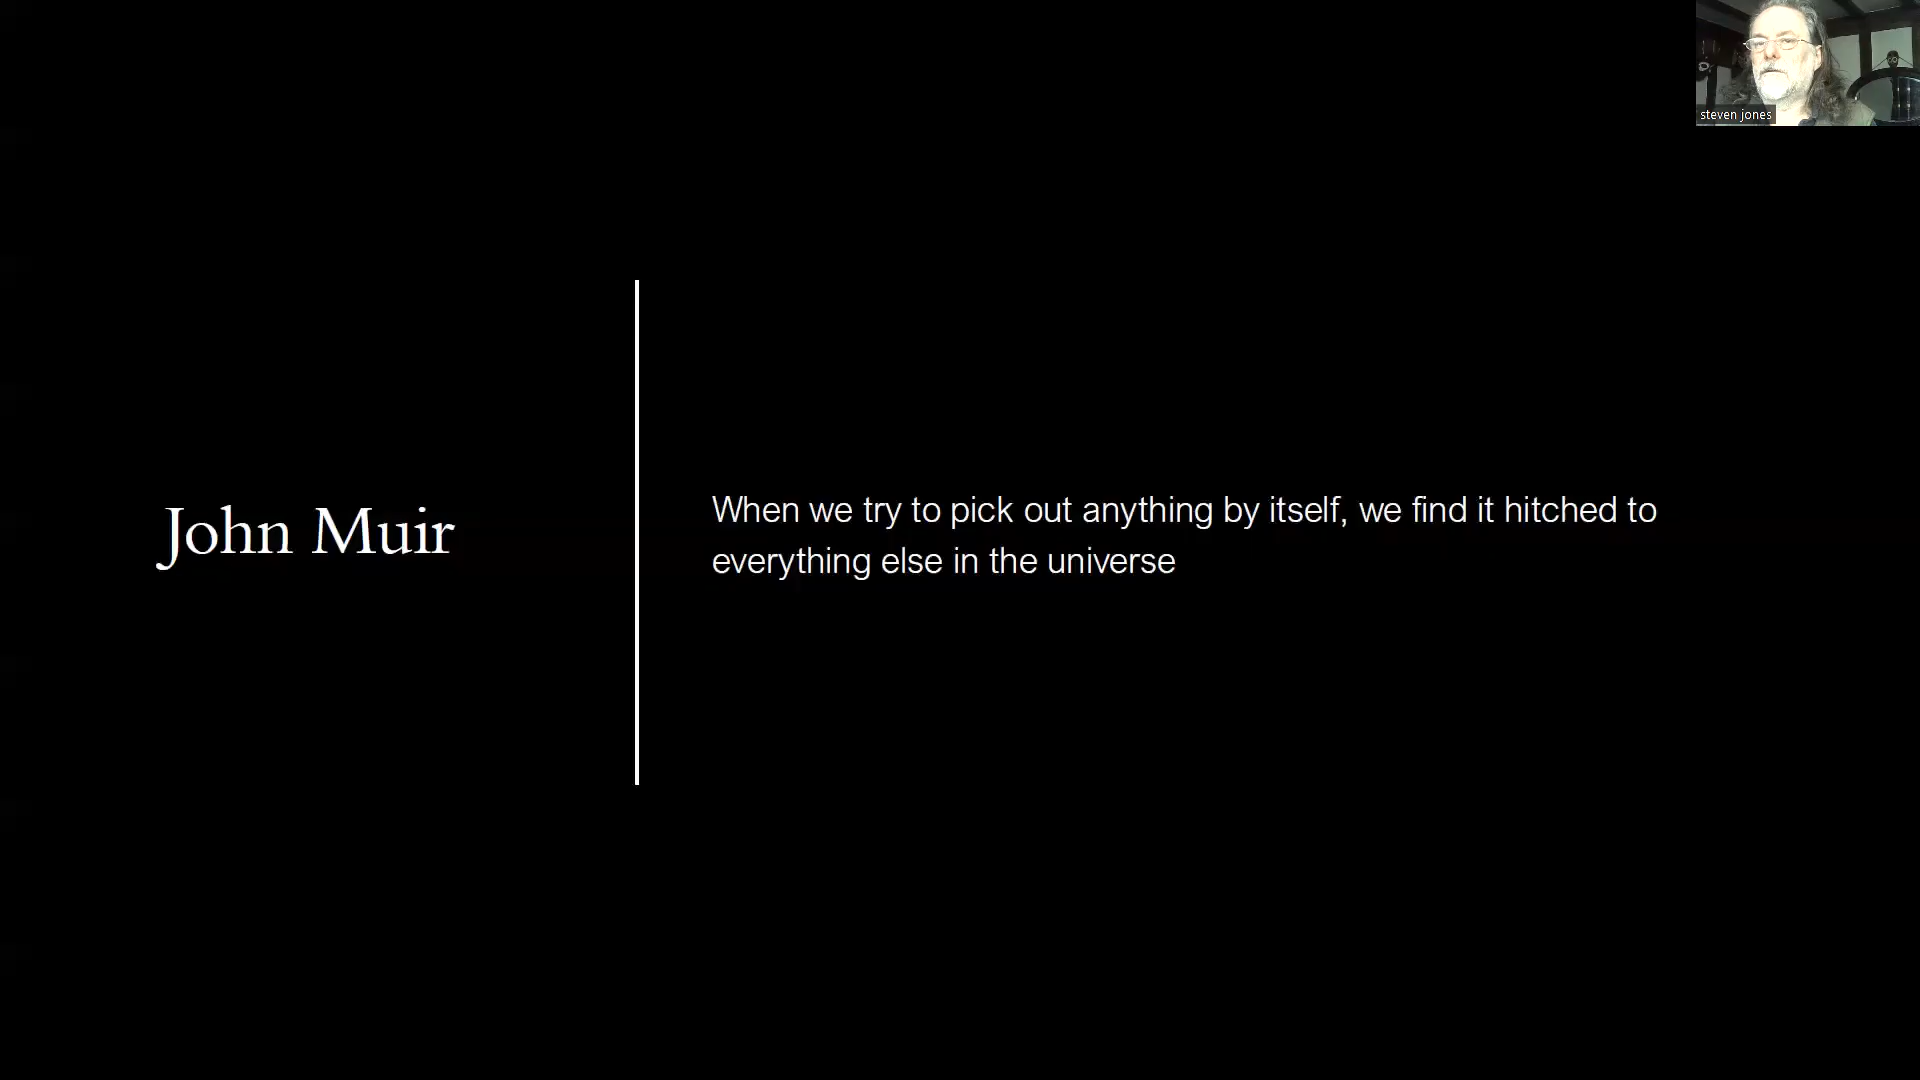 steven jones
John Muir
When we try to pick out anything by itself, we find it hitched to
everything else in the universe